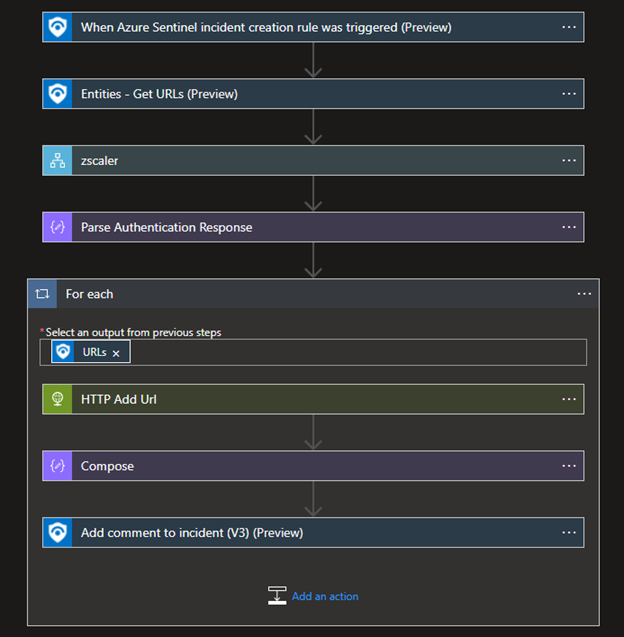 When Azure Sentinel incident creation rule was triggered (Preview)
Entities - Get URLs (Preview)
zscaler
Parse Authentication Response
For each
*Select an output from previous steps
URLs ×
HTTP Add Url
Compose
Add comment to incident (V3) (Preview)
Add an action